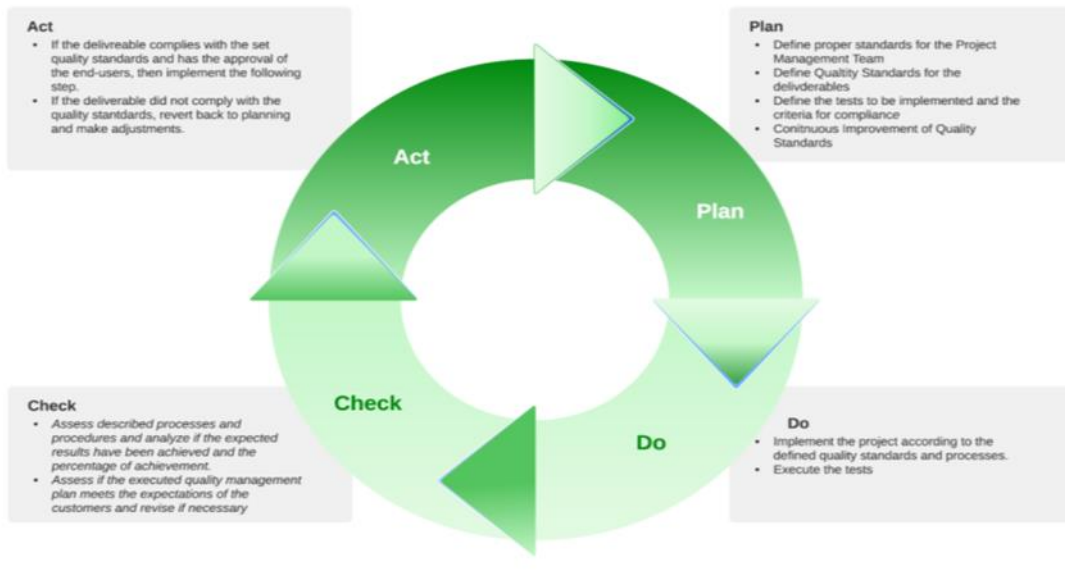 Act
• If the delivreable complies with the set
quality standards and has the approval of
the end-users, then implement the following
step.
• If the deliverable did not comply with the
quality stantdards, revert back to planning
and make adjustments.
Plan
• Define proper standards for the Project
Management Team
• Define Qualtity Standards for the
delivderables
• Define the tests to be implemented and the
criteria for compliance
• Conitnuous Improvement of Quality
Standards
Act
Plan
Check
Do
Check
• Assess described processes and
procedures and analyze if the expected
results have been achieved and the
percentage of achievement.
• Assess if the executed quality management
plan meets the expectations of the
customers and revise if necessary
Do
• Implement the project according to the
defined quality standards and processes.
• Execute the tests